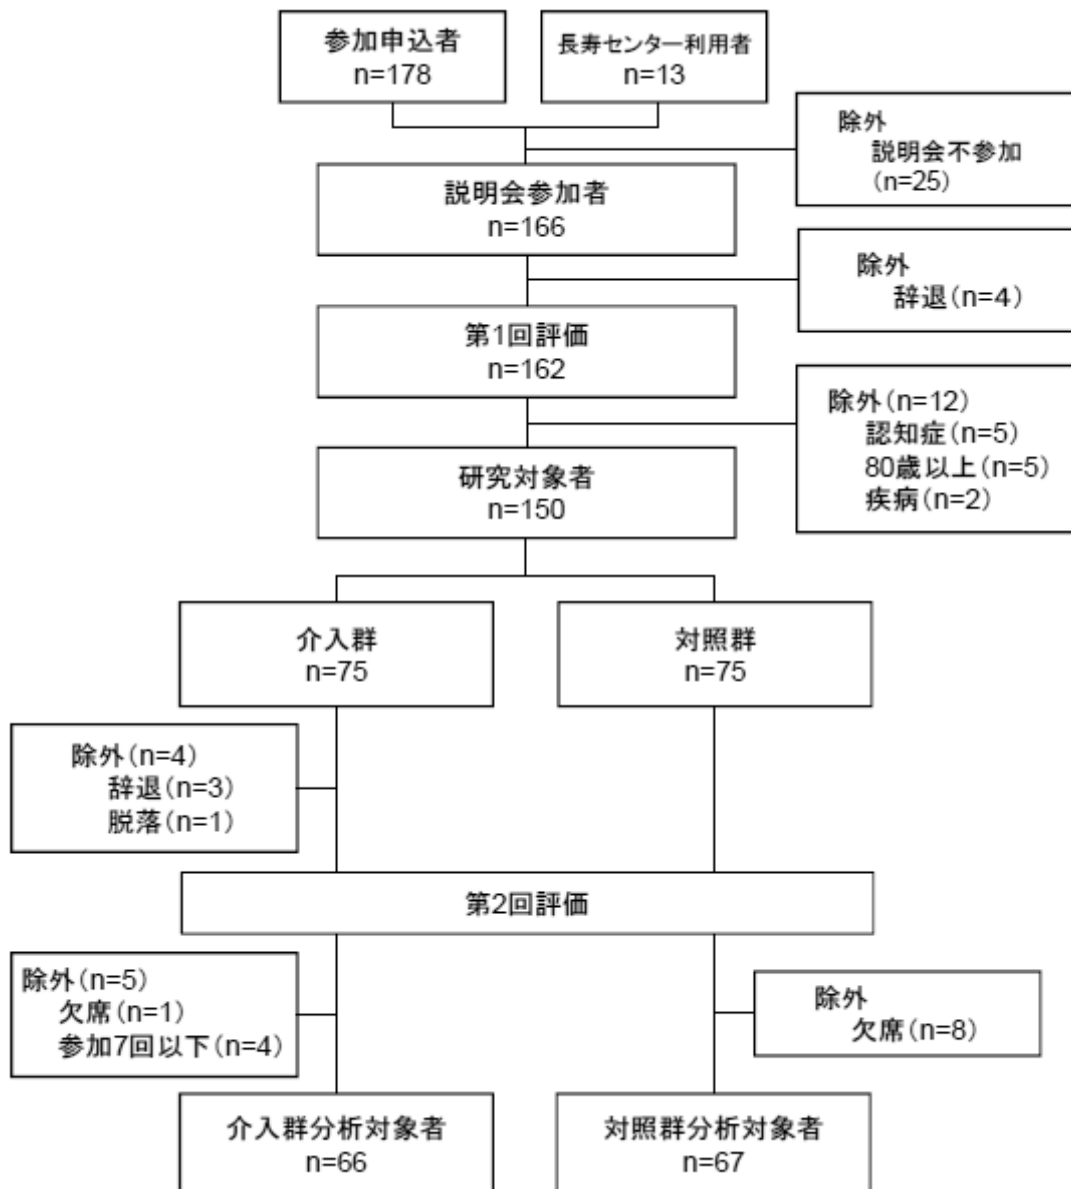 参加申込者
n=178
長寿センター利用者
n=13
除外
説明会不参加
(n=25)
説明会参加者
n=166
除外
辞退(n=4)
第1回評価
n=162
除外(n=12)
認知症(n=5)
80歳以上(n=5)
疾病(n=2)
研究対象者
n=150
介入群
n=75
対照群
n=75
除外(n=4)
辞退(n=3)
脱落(n=1)
第2回評価
除外(n=5)
欠席(n=1)
参加7回以下(n=4)
除外
欠席(n=8)
介入群分析対象者
n=66
対照群分析対象者
n=67